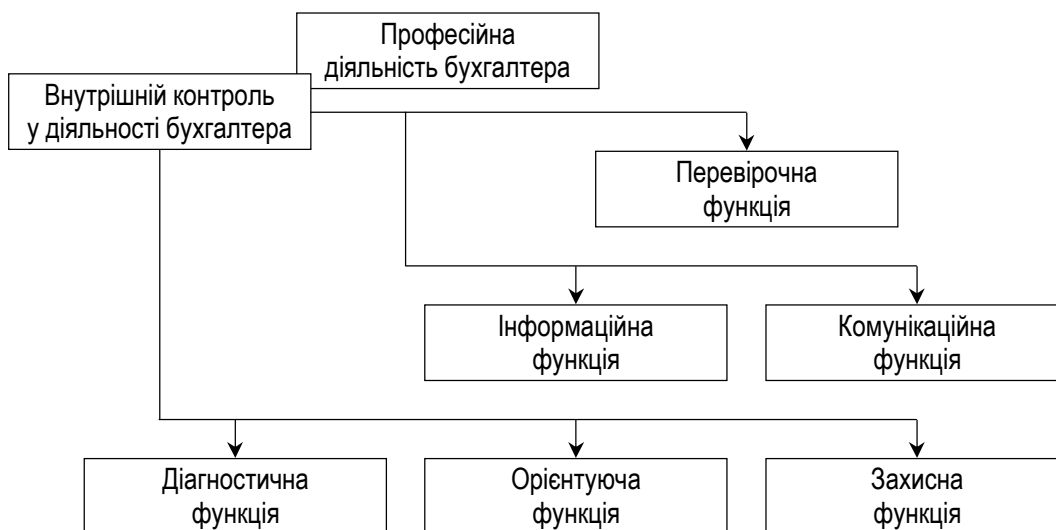 Професійна
діяльність бухгалтера
Внутрішній контроль
у діяльності бухгалтера
Перевірочна
функція
Інформаційна
функція
Комунікаційна
функція
Діагностична
функція
Орієнтуюча
функція
Захисна
функція